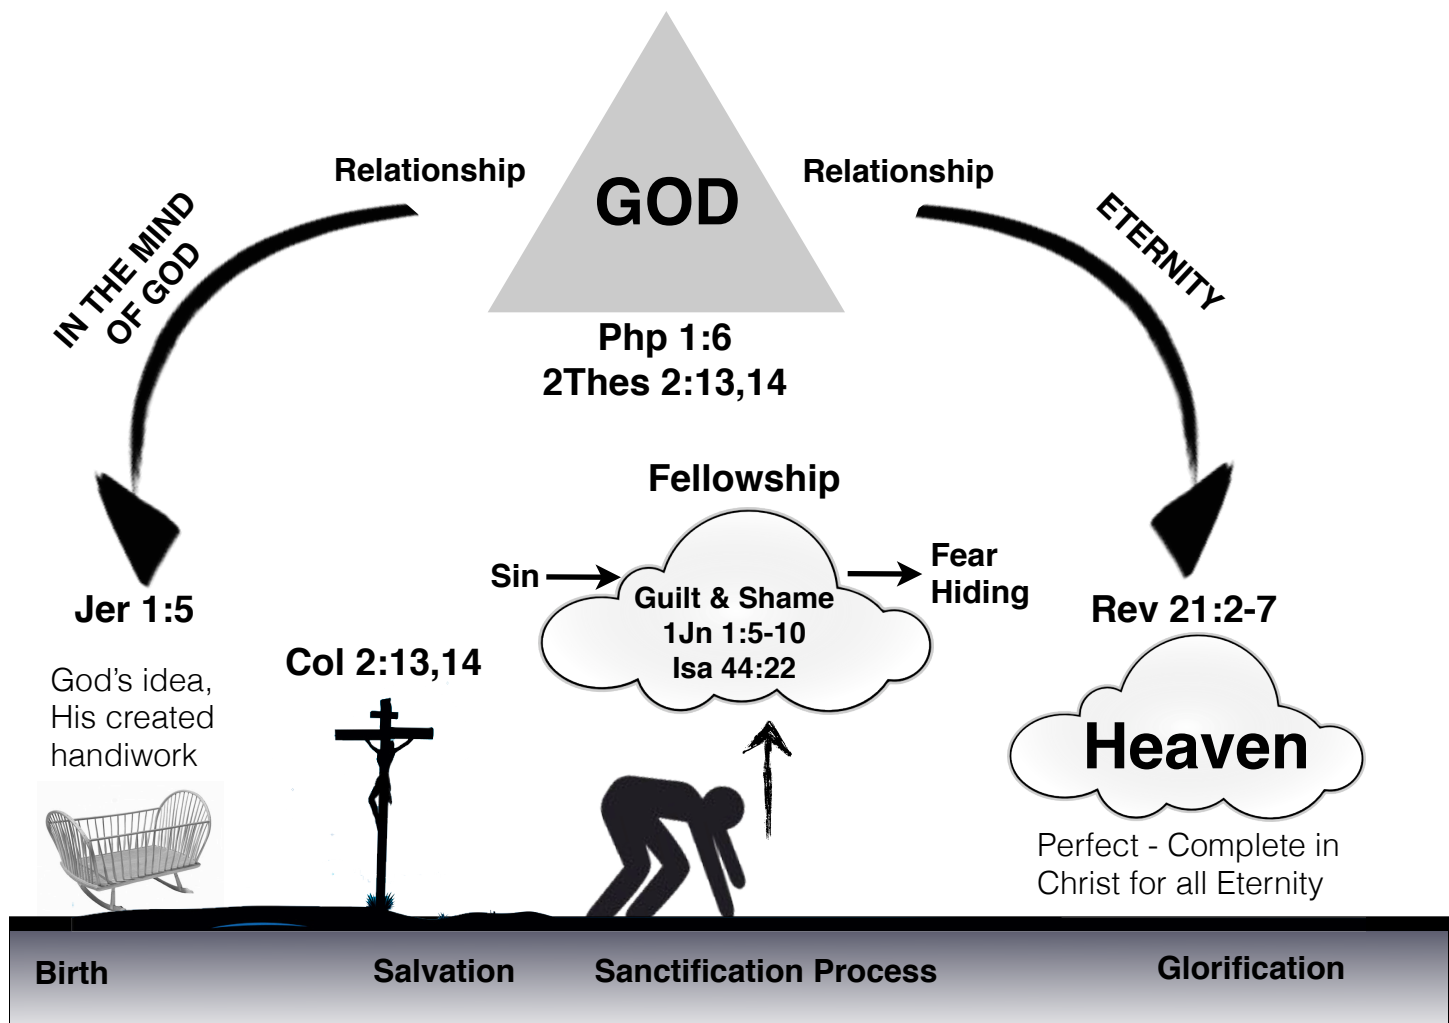 Relationship
GOD
Relationship
IN THE MIND
OF GOD
ETERNITY
Php 1:6
2Thes 2:13,14
Fellowship
Sin
Guilt & Shame
1Jn 1:5-10
Isa 44:22
Fear
Hiding
Jer 1:5
God’s idea,
His created
handiwork
Col 2:13,14
Rev 21:2-7
Heaven
Perfect - Complete in
Christ for all Eternity
Birth
Salvation
Sanctification Process
Glorification